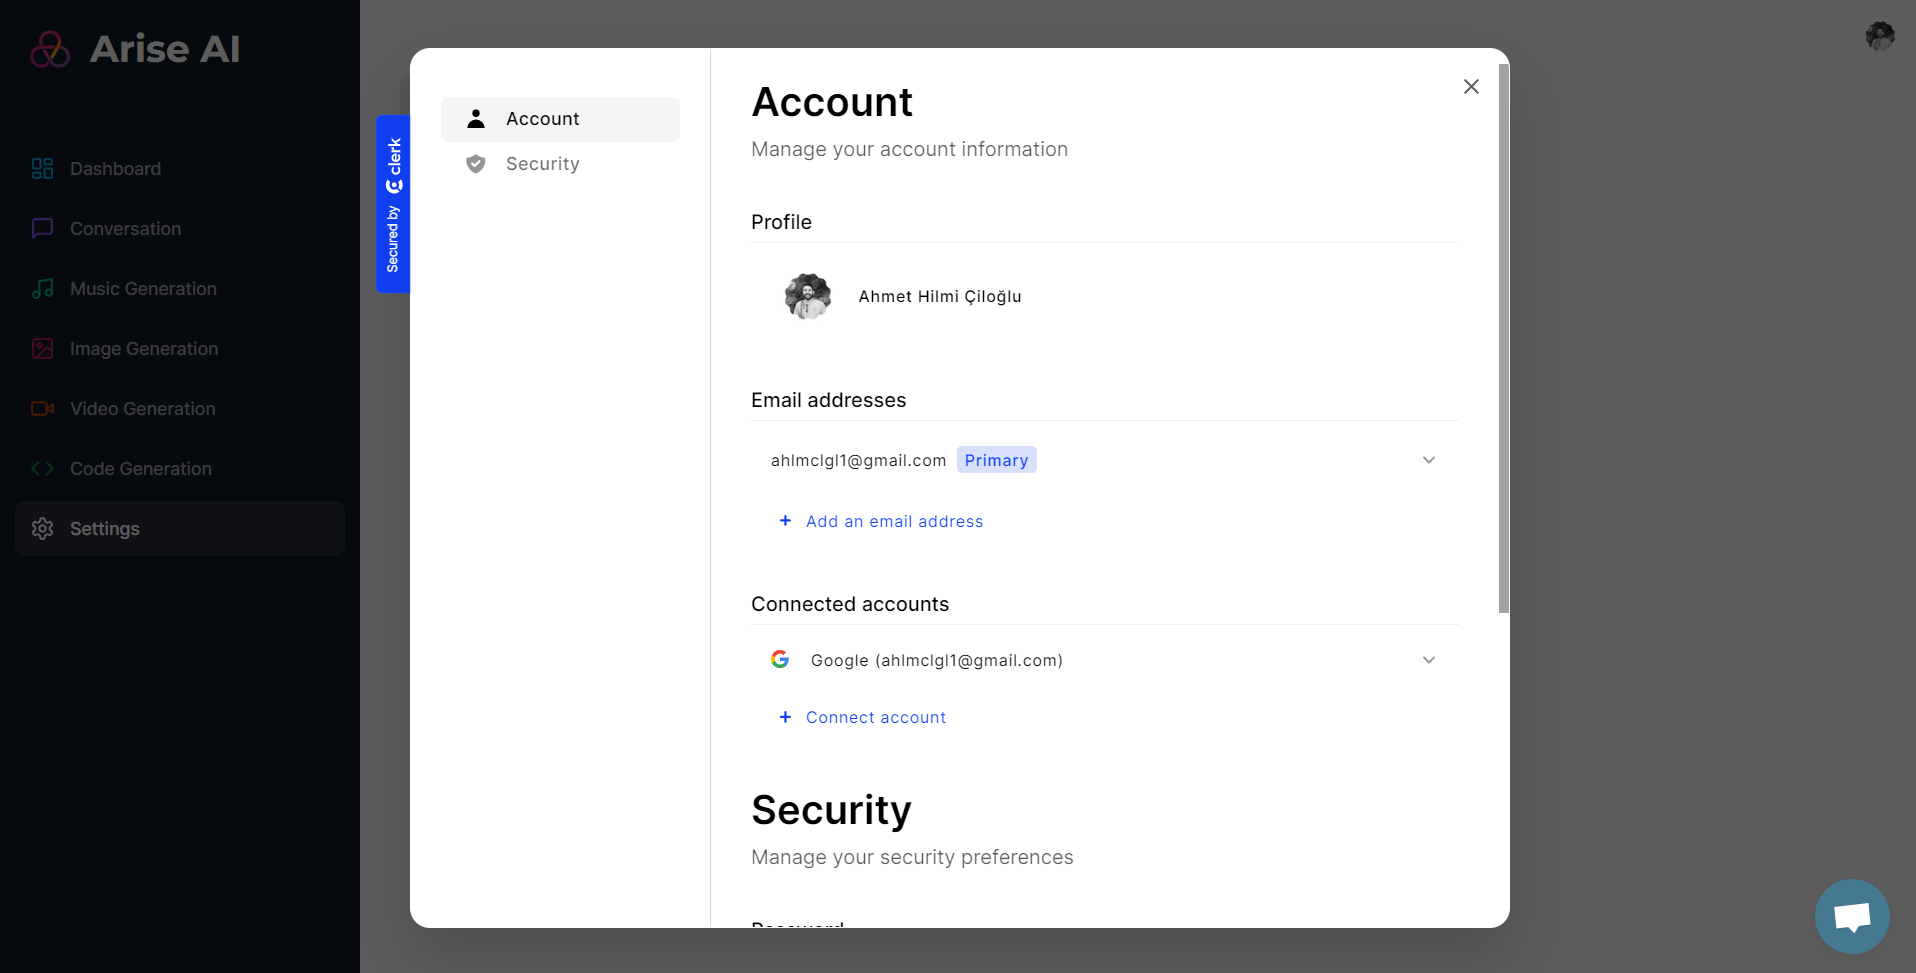 Arise AI
Dashboard
Conversation
Music Generation
Image Generation
Video Generation
Code Generation
Settings
Secured by clerk
Account
Security
Account
Manage your account information
Profile
Ahmet Hilmi Çiloğlu
Email addresses
ahlmclgl1@gmail.com Primary
+ Add an email address
Connected accounts
Google (ahlmclgl1@gmail.com)
+ Connect account
Security
Manage your security preferences
Password